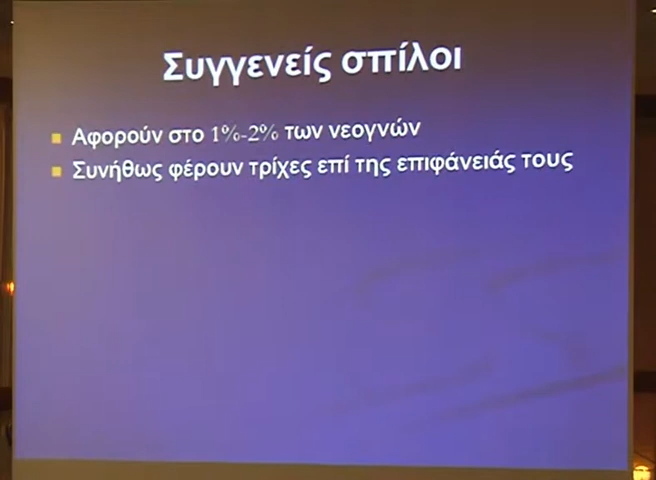 Συγγενείς σπίλοι
Αφορούν στο 1%-2% των νεογνών
Συνήθως φέρουν τρίχες επί της επιφάνειάς τους